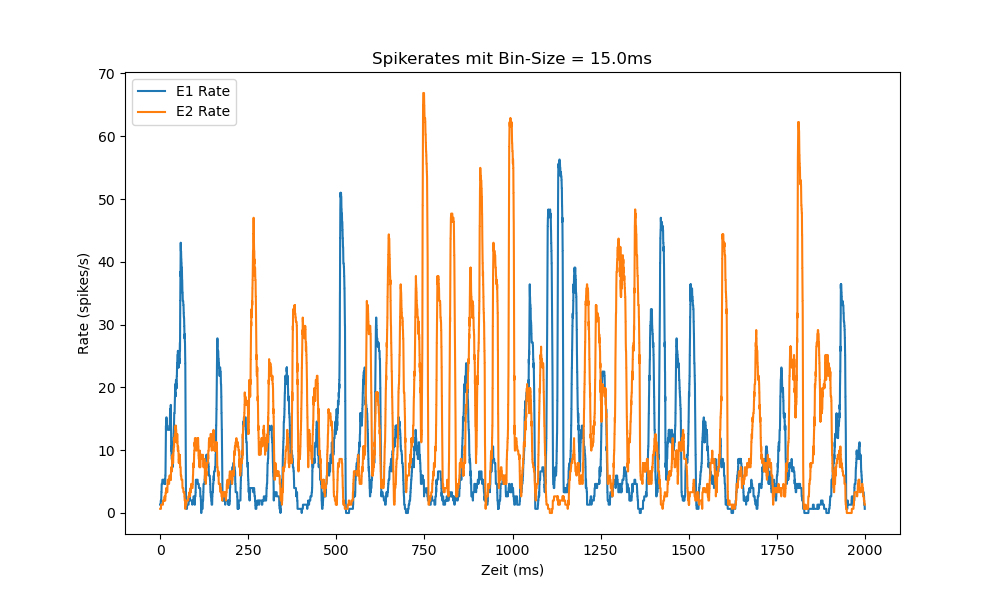 Spikerates mit Bin-Size = 15.0ms
E1 Rate
E2 Rate
Rate (spikes/s)
70
60
50
40
30
20
10
0
0 250 500 750 1000 1250 1500 1750 2000
Zeit (ms)